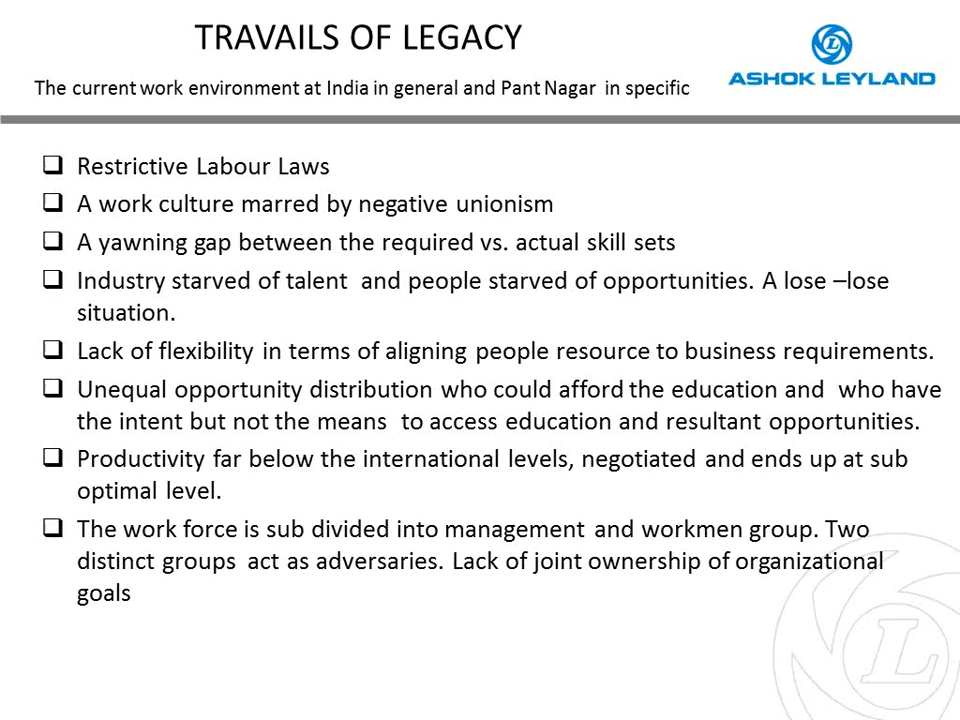 TRAVAILS OF LEGACY
ASHOK LEYLAND
The current work environment at India in general and Pant Nagar in specific
Restrictive Labour Laws
A work culture marred by negative unionism
A yawning gap between the required vs. actual skill sets
Industry starved of talent and people starved of opportunities. A lose –lose
situation.
Lack of flexibility in terms of aligning people resource to business requirements.
Unequal opportunity distribution who could afford the education and who have
the intent but not the means to access education and resultant opportunities.
Productivity far below the international levels, negotiated and ends up at sub
optimal level.
The work force is sub divided into management and workmen group. Two
distinct groups act as adversaries. Lack of joint ownership of organizational
goals
L